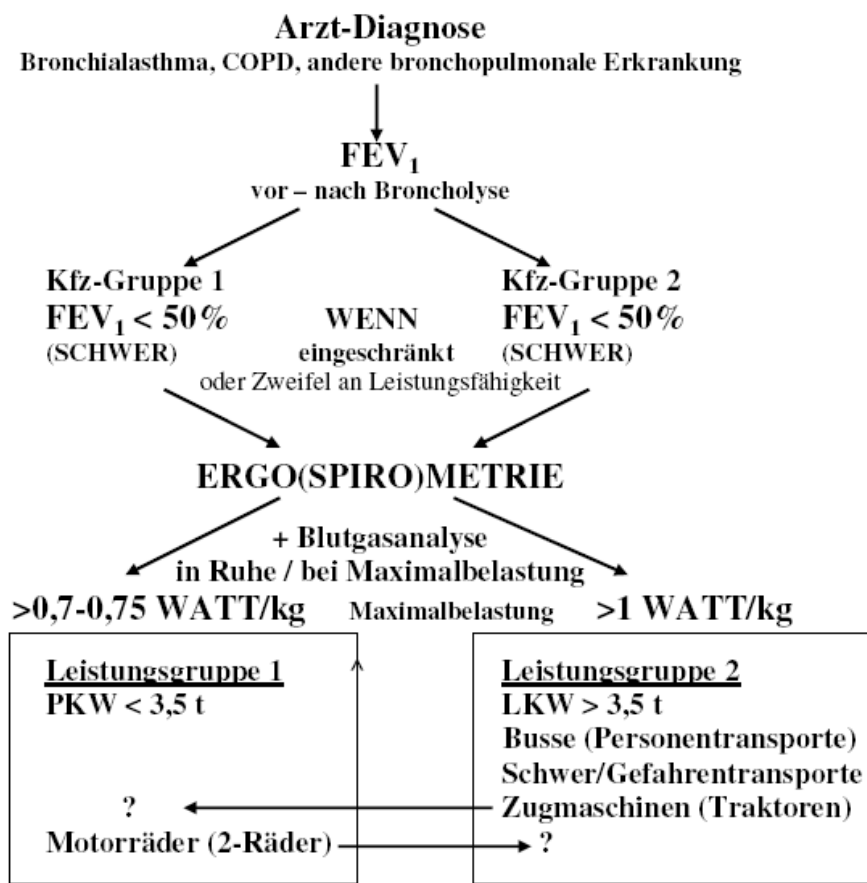 Arzt-Diagnose
Bronchialasthma, COPD, andere bronchopulmonale Erkrankung
FEV₁
vor – nach Broncholyse
Kfz-Gruppe 1
FEV₁ < 50%
(SCHWER)
WENN
eingeschränkt
oder Zweifel an Leistungsfähigkeit
Kfz-Gruppe 2
FEV₁ < 50%
(SCHWER)
ERGO(SPIRO)METRIE
+ Blutgasanalyse
in Ruhe / bei Maximalbelastung
>0,7-0,75 WATT/kg Maximalbelastung >1 WATT/kg
Leistungsgruppe 1
PKW < 3,5 t
?
Motorräder (2-Räder)
Leistungsgruppe 2
LKW > 3,5 t
Busse (Personentransporte)
Schwer/Gefahrentransporte
Zugmaschinen (Traktoren)
?